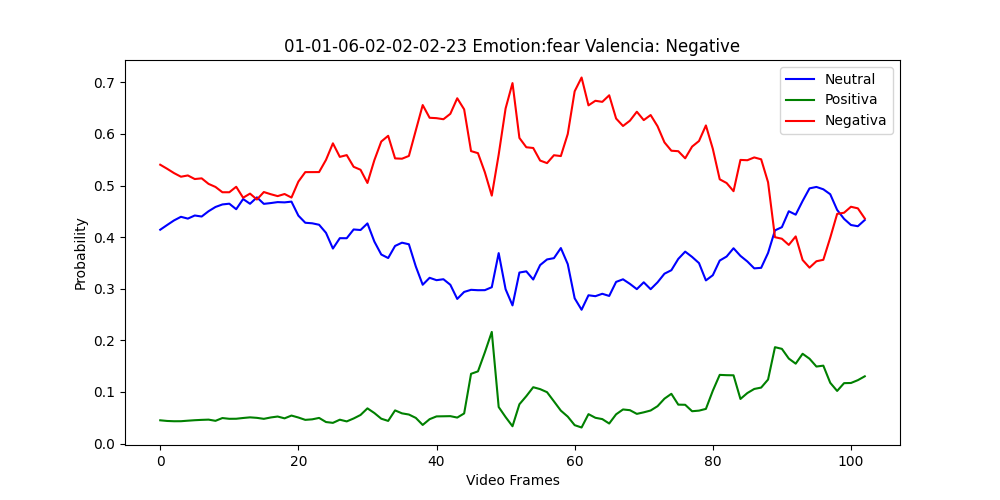 01-01-06-02-02-02-23 Emotion:fear Valencia: Negative
Neutral
Positiva
Negativa
Probability
0.7
0.6
0.5
0.4
0.3
0.2
0.1
0.0
0 20 40 60 80 100
Video Frames